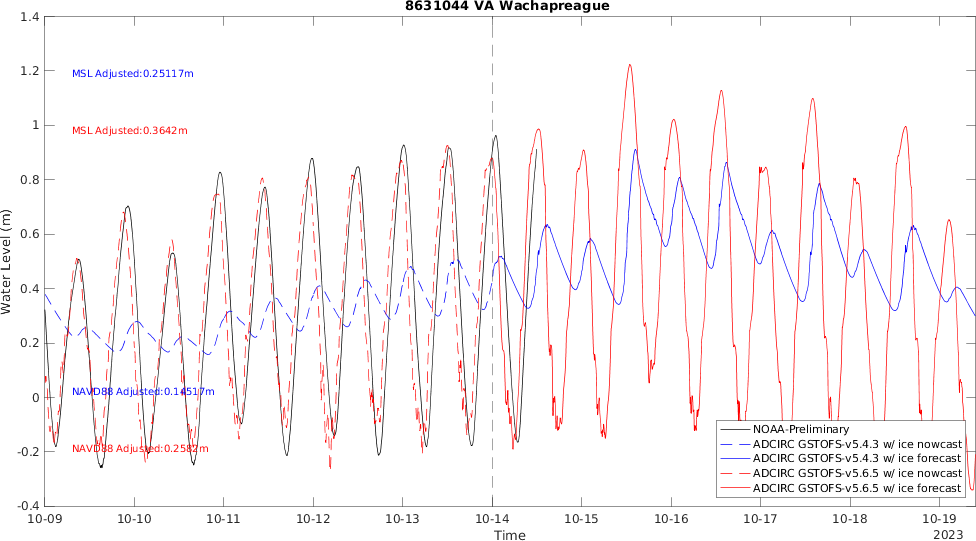 8631044 VA Wachapreague
1.4
1.2
1
0.8
0.6
0.4
0.2
0
-0.2
-0.4
Water Level (m)
MSL Adjusted:0.25117m
MSL Adjusted:0.3642m
NAVD88 Adjusted:0.14517m
NAVD88 Adjusted:0.2582m
NOAA-Preliminary
ADCIRC GSTOFS-v5.4.3 w/ ice nowcast
ADCIRC GSTOFS-v5.4.3 w/ ice forecast
ADCIRC GSTOFS-v5.6.5 w/ ice nowcast
ADCIRC GSTOFS-v5.6.5 w/ ice forecast
10-09 10-10 10-11 10-12 10-13 10-14 10-15 10-16 10-17 10-18 10-19
Time
2023